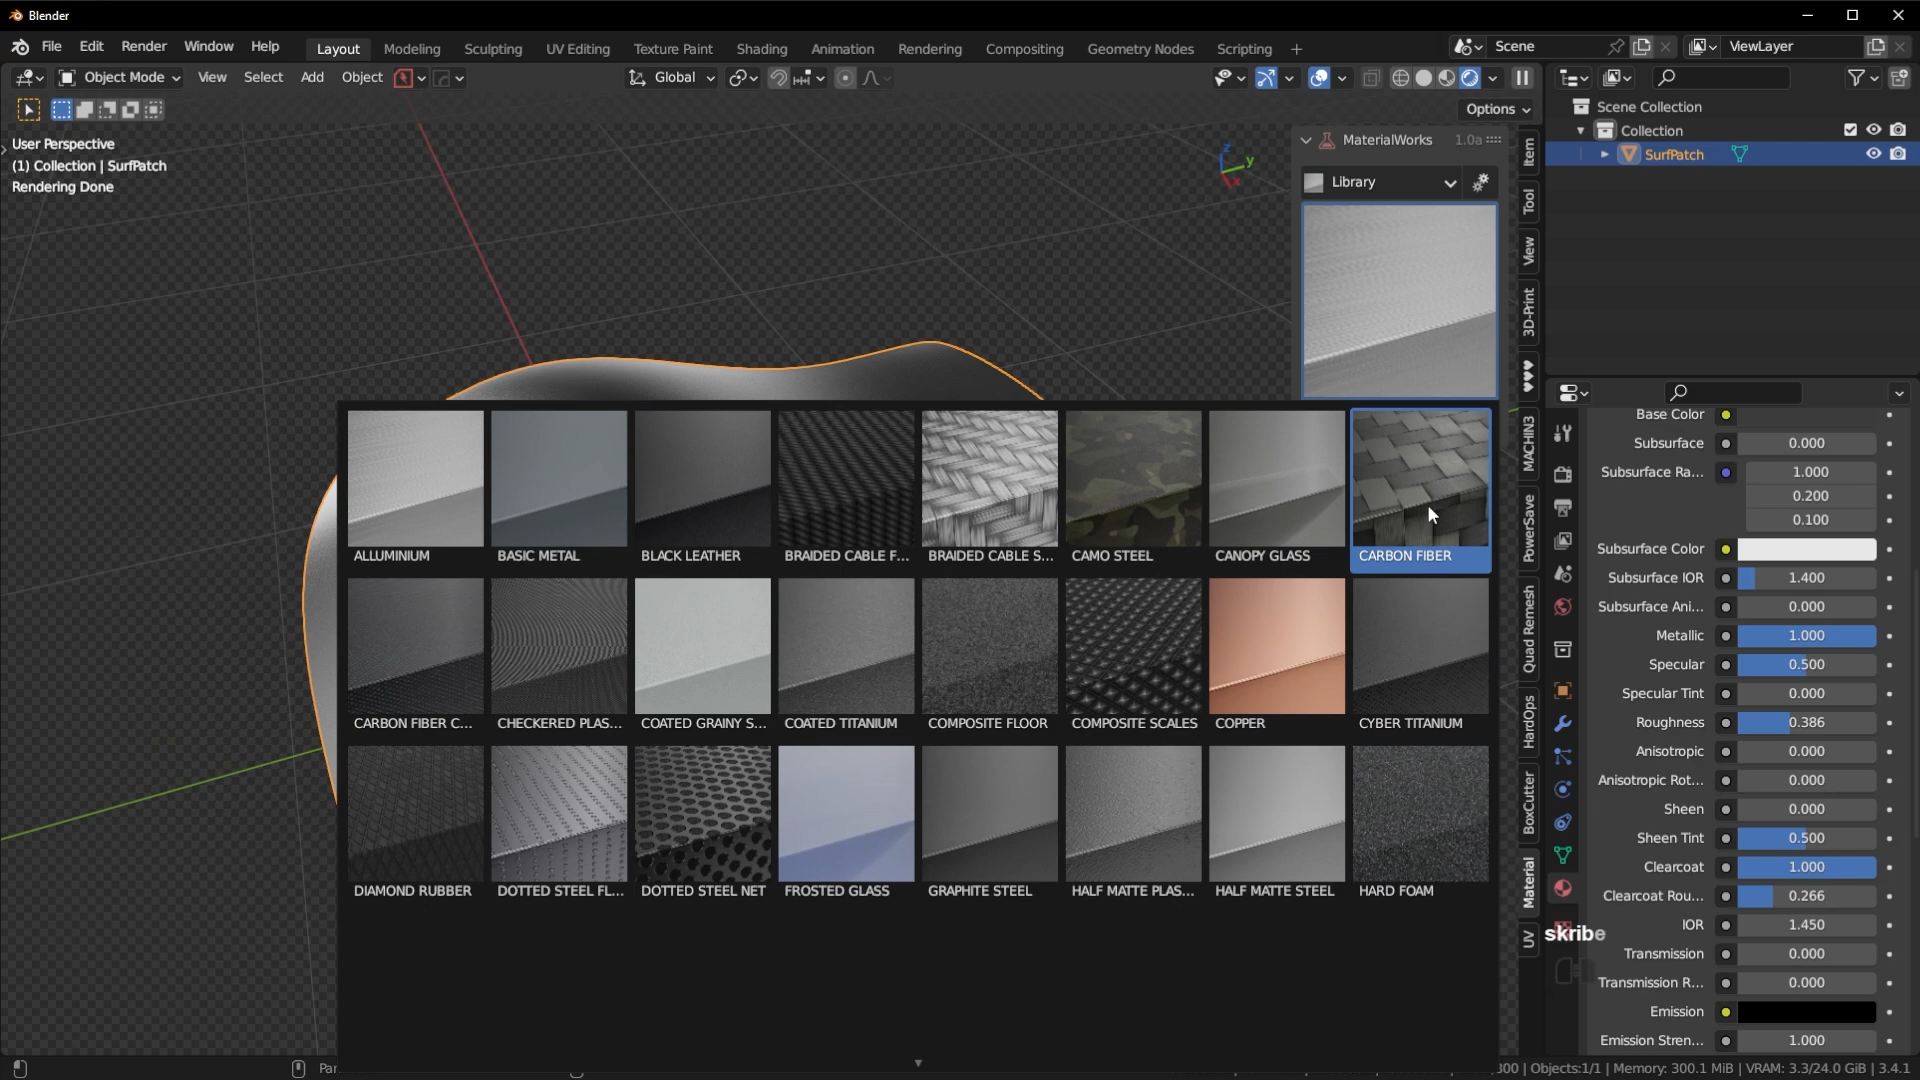 Blender
File Edit Render Window Help
Layout Modeling Sculpting UV Editing Texture Paint Shading Animation Rendering Compositing Geometry Nodes Scripting +
Scene
ViewLayer
Object Mode View Select Add Object
Global
Options
User Perspective
(1) Collection | SurfPatch
Rendering Done
Z
Y
X
MaterialWorks 1.0a
Library
Item
Tool
View
3D-Print
♥♥♥
MACHIN3
PowerSave
Quad Remesh
HardOps
BoxCutter
Material
UV
Scene Collection
Collection
SurfPatch
ALLUMINIUM BASIC METAL BLACK LEATHER BRAIDED CABLE F... BRAIDED CABLE S... CAMO STEEL CANOPY GLASS CARBON FIBER
CARBON FIBER C... CHECKERED PLAS... COATED GRAINY S... COATED TITANIUM COMPOSITE FLOOR COMPOSITE SCALES COPPER CYBER TITANIUM
DIAMOND RUBBER DOTTED STEEL FL... DOTTED STEEL NET FROSTED GLASS GRAPHITE STEEL HALF MATTE PLAS... HALF MATTE STEEL HARD FOAM
Base Color
Subsurface 0.000
Subsurface Ra... 1.000
0.200
0.100
Subsurface Color
Subsurface IOR 1.400
Subsurface Ani... 0.000
Metallic 1.000
Specular 0.500
Specular Tint 0.000
Roughness 0.386
Anisotropic 0.000
Anisotropic Rot... 0.000
Sheen 0.000
Sheen Tint 0.500
Clearcoat 1.000
Clearcoat Rou... 0.266
IOR 1.450
Transmission 0.000
Transmission R... 0.000
Emission
Emission Stren... 1.000
skribe
| Objects:1/1 | Memory: 300.1 MiB | VRAM: 3.3/24.0 GiB | 3.4.1